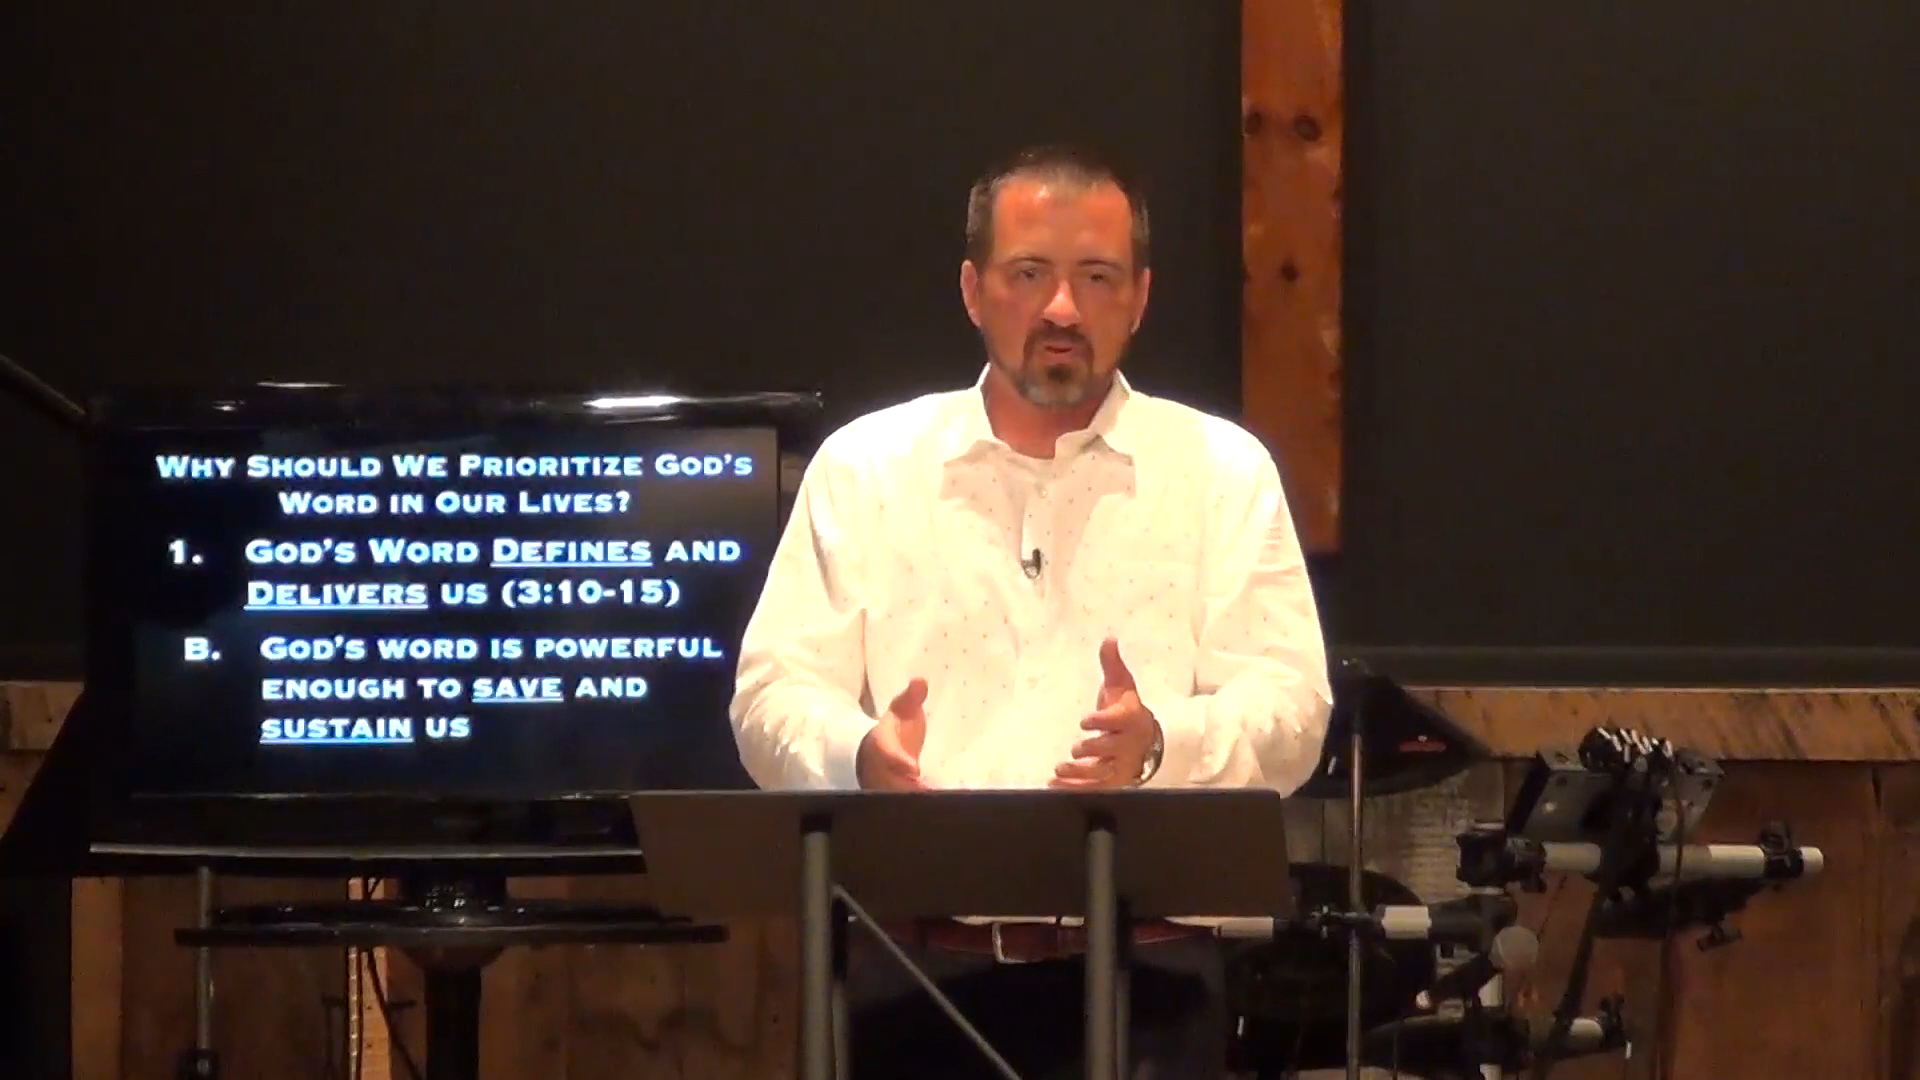 Why Should We Prioritize God's
Word in Our Lives?
1. God's Word Defines and
Delivers us (3:10-15)
B. God's word is powerful
enough to save and
sustain us